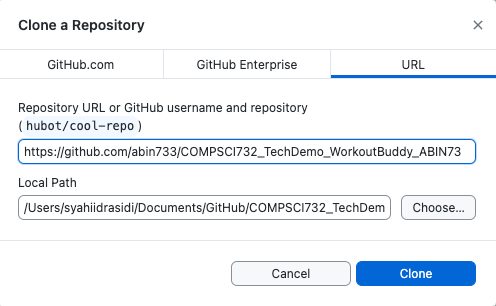 Clone a Repository
GitHub.com
GitHub Enterprise
URL
Repository URL or GitHub username and repository
(hubot/cool-repo)
https://github.com/abin733/COMPSCI732_TechDemo_WorkoutBuddy_ABIN73
Local Path
/Users/syahiidrasidi/Documents/GitHub/COMPSCI732_TechDem
Choose...
Cancel
Clone